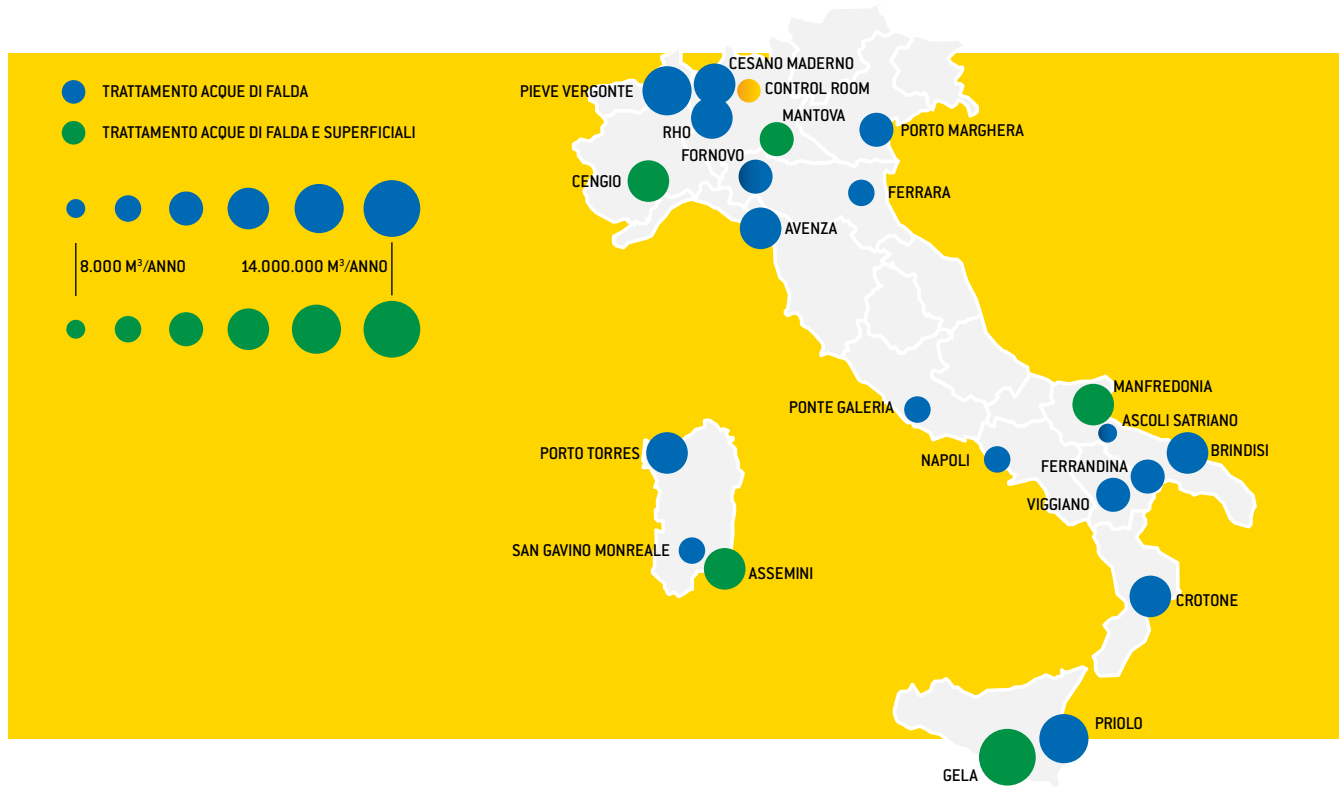 TRATTAMENTO ACQUE DI FALDA
TRATTAMENTO ACQUE DI FALDA E SUPERFICIALI
8.000 M³/ANNO
14.000.000 M³/ANNO
CESANO MADERNO
PIEVE VERGONTE
CONTROL ROOM
MANTOVA
RHO
PORTO MARGHERA
FORNOVO
CENGIO
FERRARA
AVENZA
MANFREDONIA
PONTE GALERIA
ASCOLI SATRIANO
PORTO TORRES
NAPOLI
FERRANDINA
BRINDISI
VIGGIANO
SAN GAVINO MONREALE
ASSEMINI
CROTONE
PRIOLO
GELA